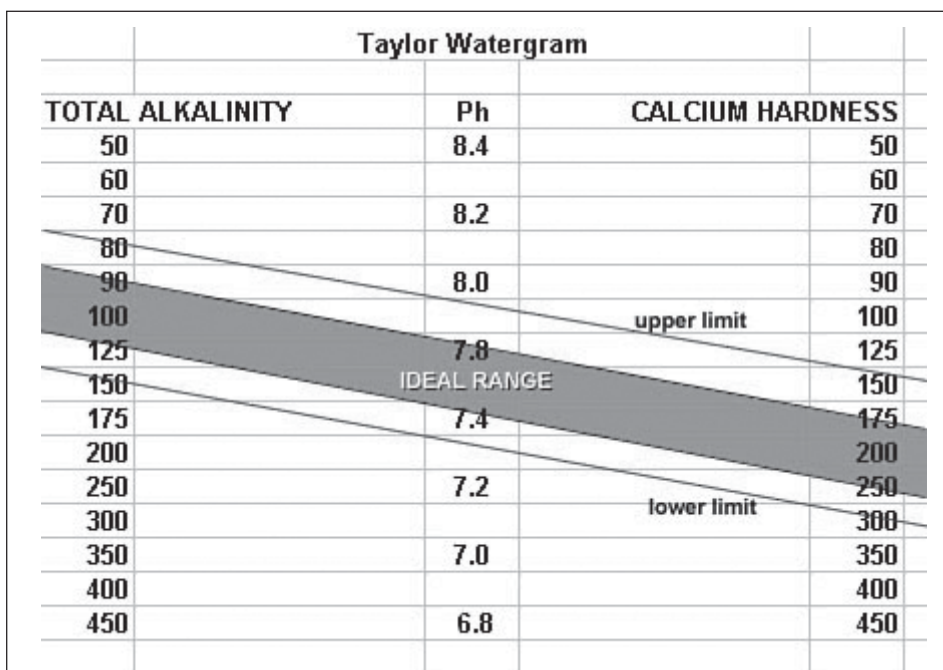 Taylor Watergram
TOTAL ALKALINITY Ph CALCIUM HARDNESS
50 8.4 50
60 60
70 8.2 70
80 80
90 8.0 90
100 upper limit 100
125 7.8 125
150 IDEAL RANGE 150
175 7.4 175
200 200
250 7.2 250
300 lower limit 300
350 7.0 350
400 400
450 6.8 450